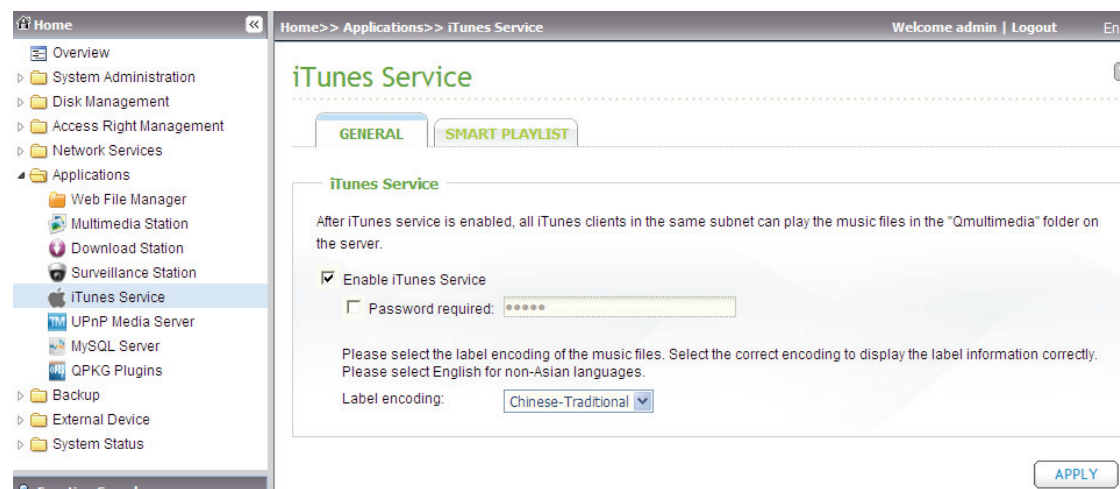 Home
Overview
System Administration
Disk Management
Access Right Management
Network Services
Applications
Web File Manager
Multimedia Station
Download Station
Surveillance Station
iTunes Service
UPnP Media Server
MySQL Server
QPKG Plugins
Backup
External Device
System Status
Home>> Applications>> iTunes Service
Welcome admin | Logout
iTunes Service
GENERAL
SMART PLAYLIST
iTunes Service
After iTunes service is enabled, all iTunes clients in the same subnet can play the music files in the "Qmultimedia" folder on
the server.
Enable iTunes Service
Password required:
Please select the label encoding of the music files. Select the correct encoding to display the label information correctly.
Please select English for non-Asian languages.
Label encoding:
Chinese-Traditional
APPLY